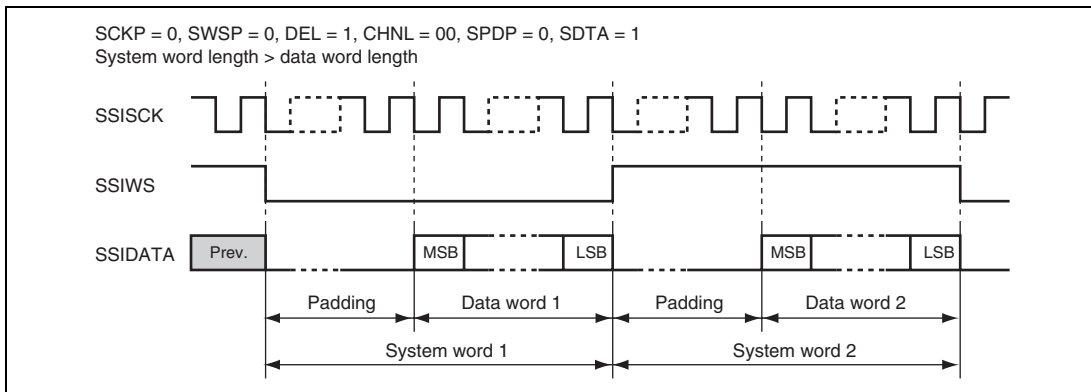 SCKP = 0, SWSP = 0, DEL = 1, CHNL = 00, SPDP = 0, SDTA = 1
System word length > data word length
SSISCK
SSIWS
SSIDATA
Prev.
MSB
LSB
MSB
LSB
Padding
Data word 1
Padding
Data word 2
System word 1
System word 2